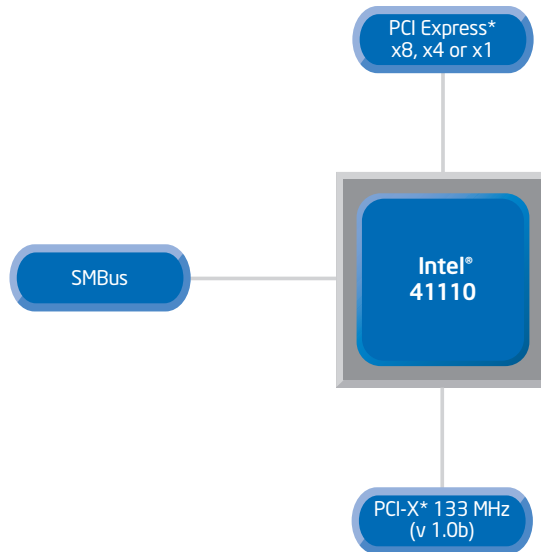 PCI Express*
x8, x4 or x1
SMBus
Intel®
41110
PCI-X* 133 MHz
(v 1.0b)